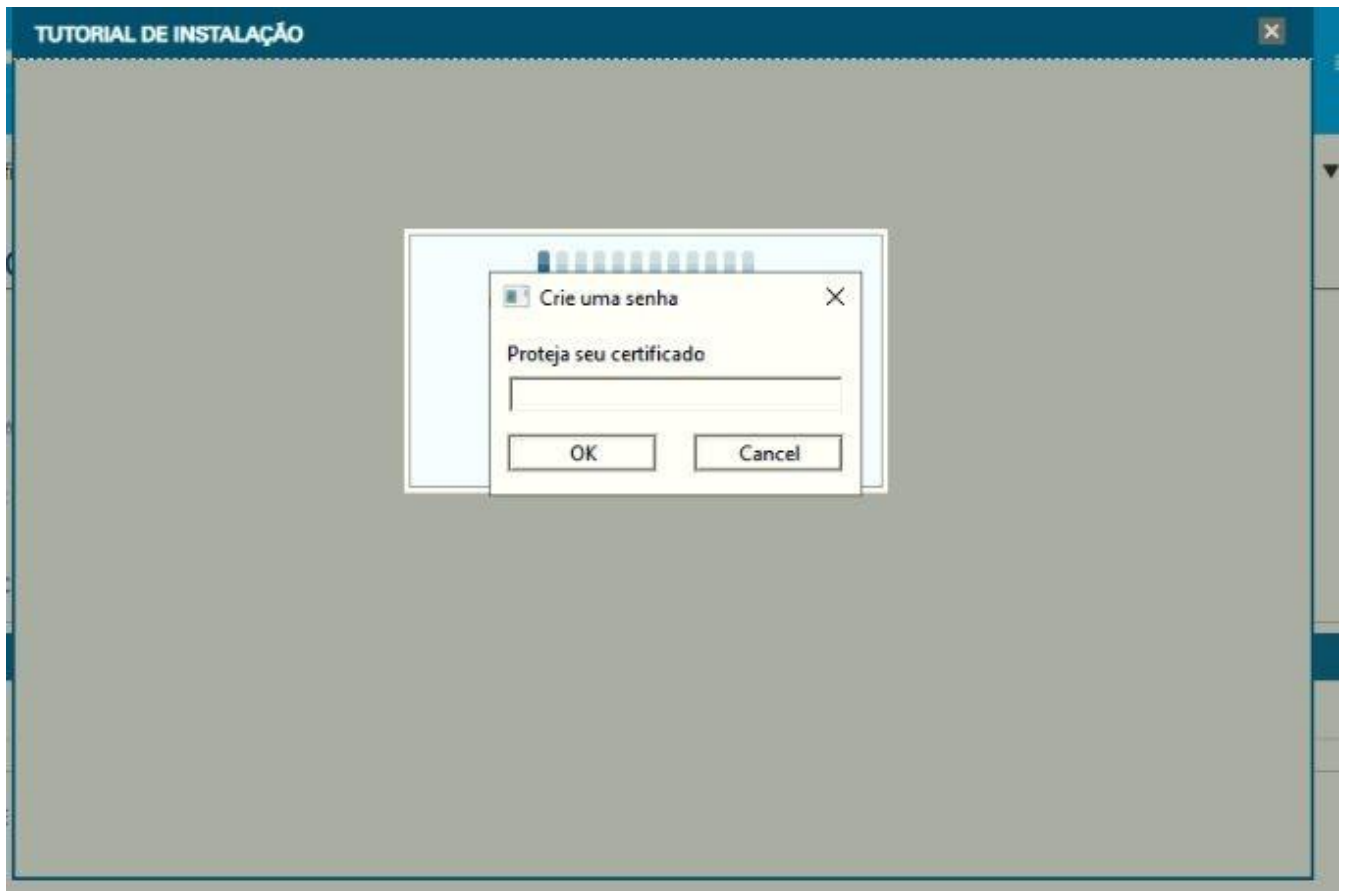 TUTORIAL DE INSTALAÇÃO
Crie uma senha
Proteja seu certificado
OK
Cancel